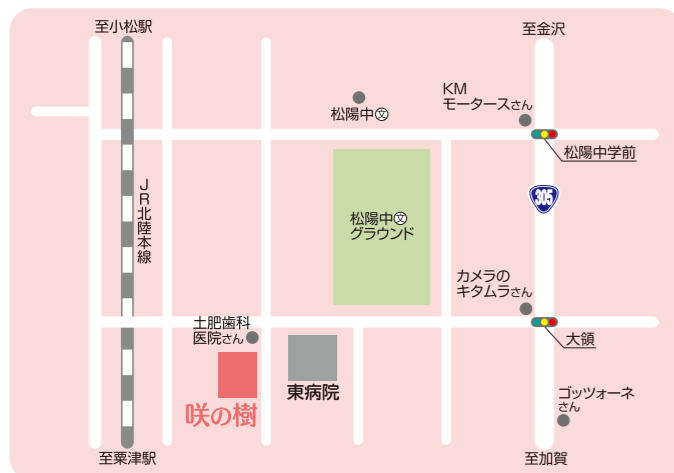 至小松駅
至金沢
KM
モータースさん
松陽中㊫
松陽中学前
JR北陸本線
305
松陽中㊫
グラウンド
カメラの
キタムラさん
土肥歯科
医院さん
大領
東病院
咲の樹
ゴッツォーネ
さん
至粟津駅
至加賀